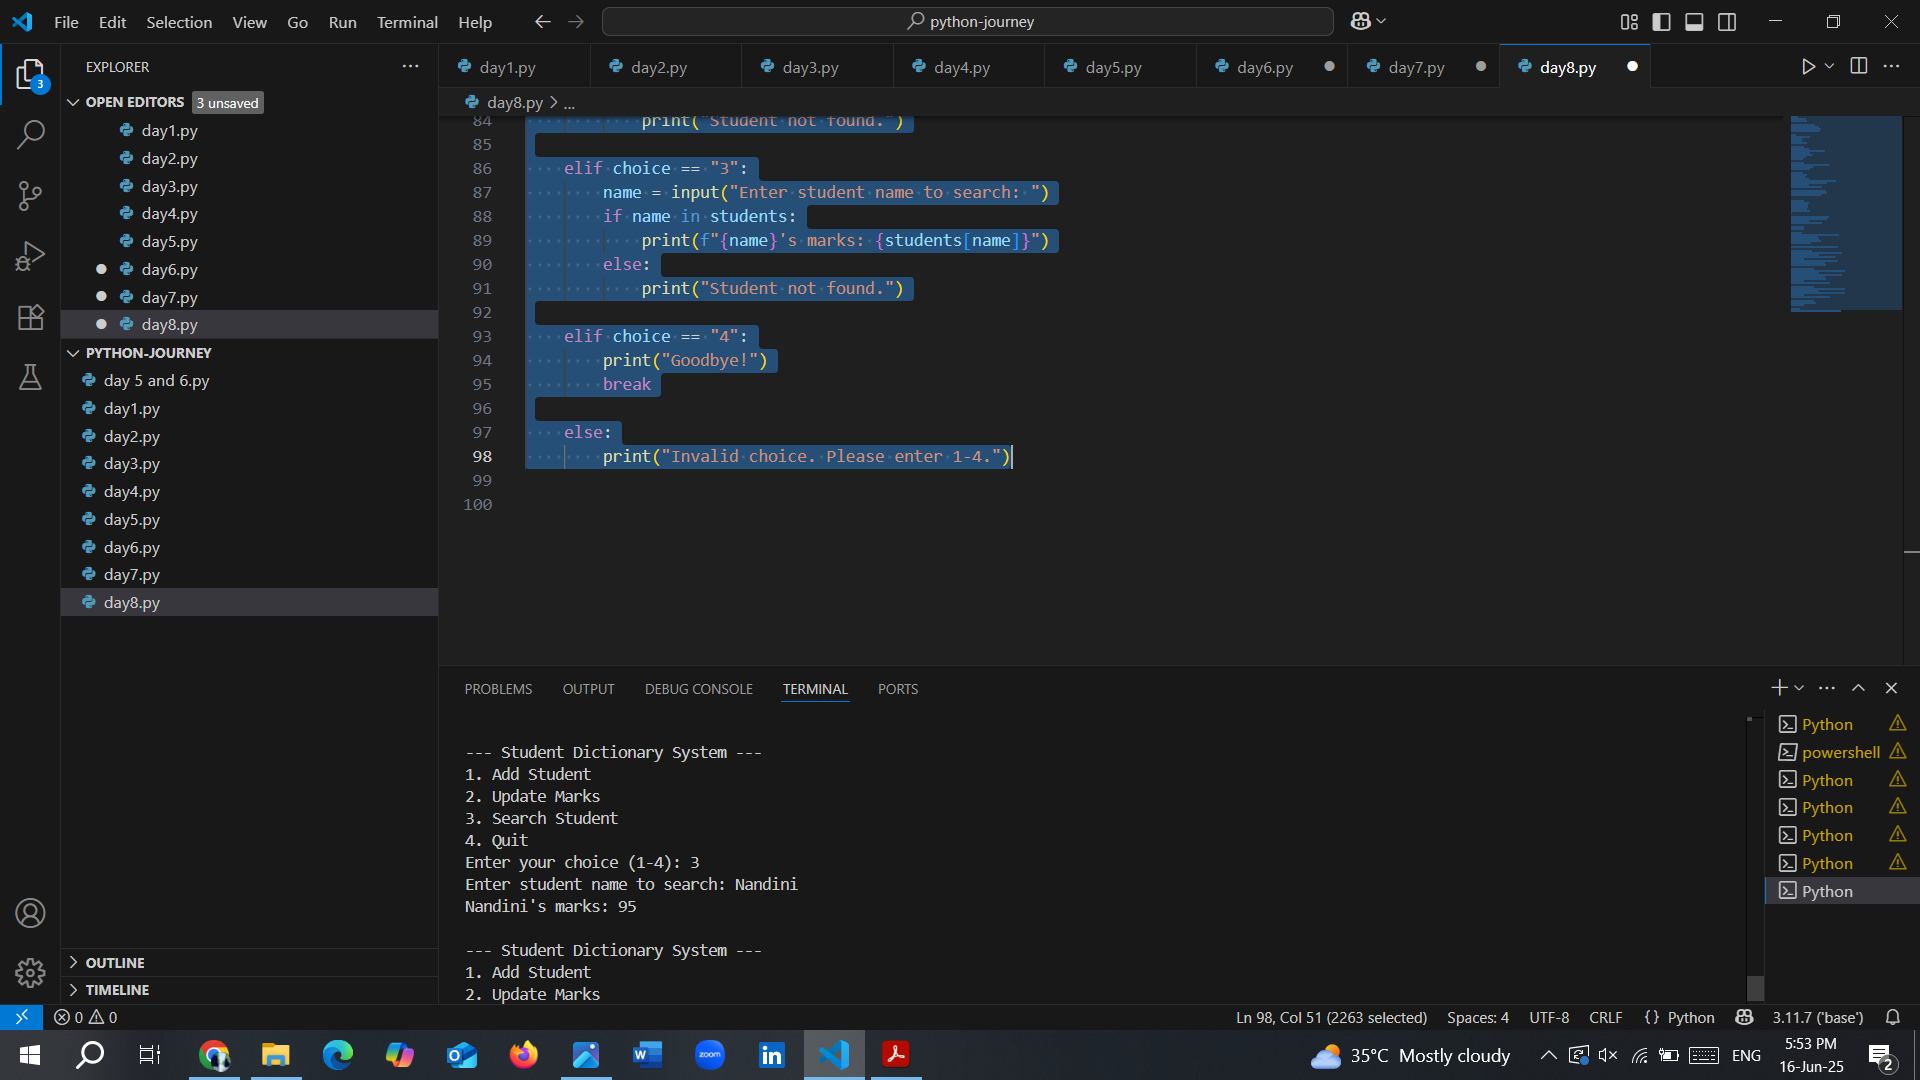 File Edit Selection View Go Run Terminal Help python-journey
EXPLORER
day1.py day2.py day3.py day4.py day5.py day6.py day7.py day8.py
3
OPEN EDITORS 3 unsaved
day1.py
day2.py
day3.py
day4.py
day5.py
day6.py
day7.py
day8.py
PYTHON-JOURNEY
day 5 and 6.py
day1.py
day2.py
day3.py
day4.py
day5.py
day6.py
day7.py
day8.py
OUTLINE
TIMELINE
day8.py > ...
84 print("Student not found.")
85
86 elif choice == "3":
87 name = input("Enter student name to search: ")
88 if name in students:
89 print(f"{name}'s marks: {students[name]}")
90 else:
91 print("Student not found.")
92
93 elif choice == "4":
94 print("Goodbye!")
95 break
96
97 else:
98 print("Invalid choice. Please enter 1-4.")
99
100
PROBLEMS OUTPUT DEBUG CONSOLE TERMINAL PORTS
--- Student Dictionary System ---
1. Add Student
2. Update Marks
3. Search Student
4. Quit
Enter your choice (1-4): 3
Enter student name to search: Nandini
Nandini's marks: 95
--- Student Dictionary System ---
1. Add Student
2. Update Marks
Python
powershell
Python
Python
Python
Python
Python
0 0 Ln 98, Col 51 (2263 selected) Spaces: 4 UTF-8 CRLF {} Python 3.11.7 ('base')
W zoom in 35°C Mostly cloudy ENG 5:53 PM
16-Jun-25 2